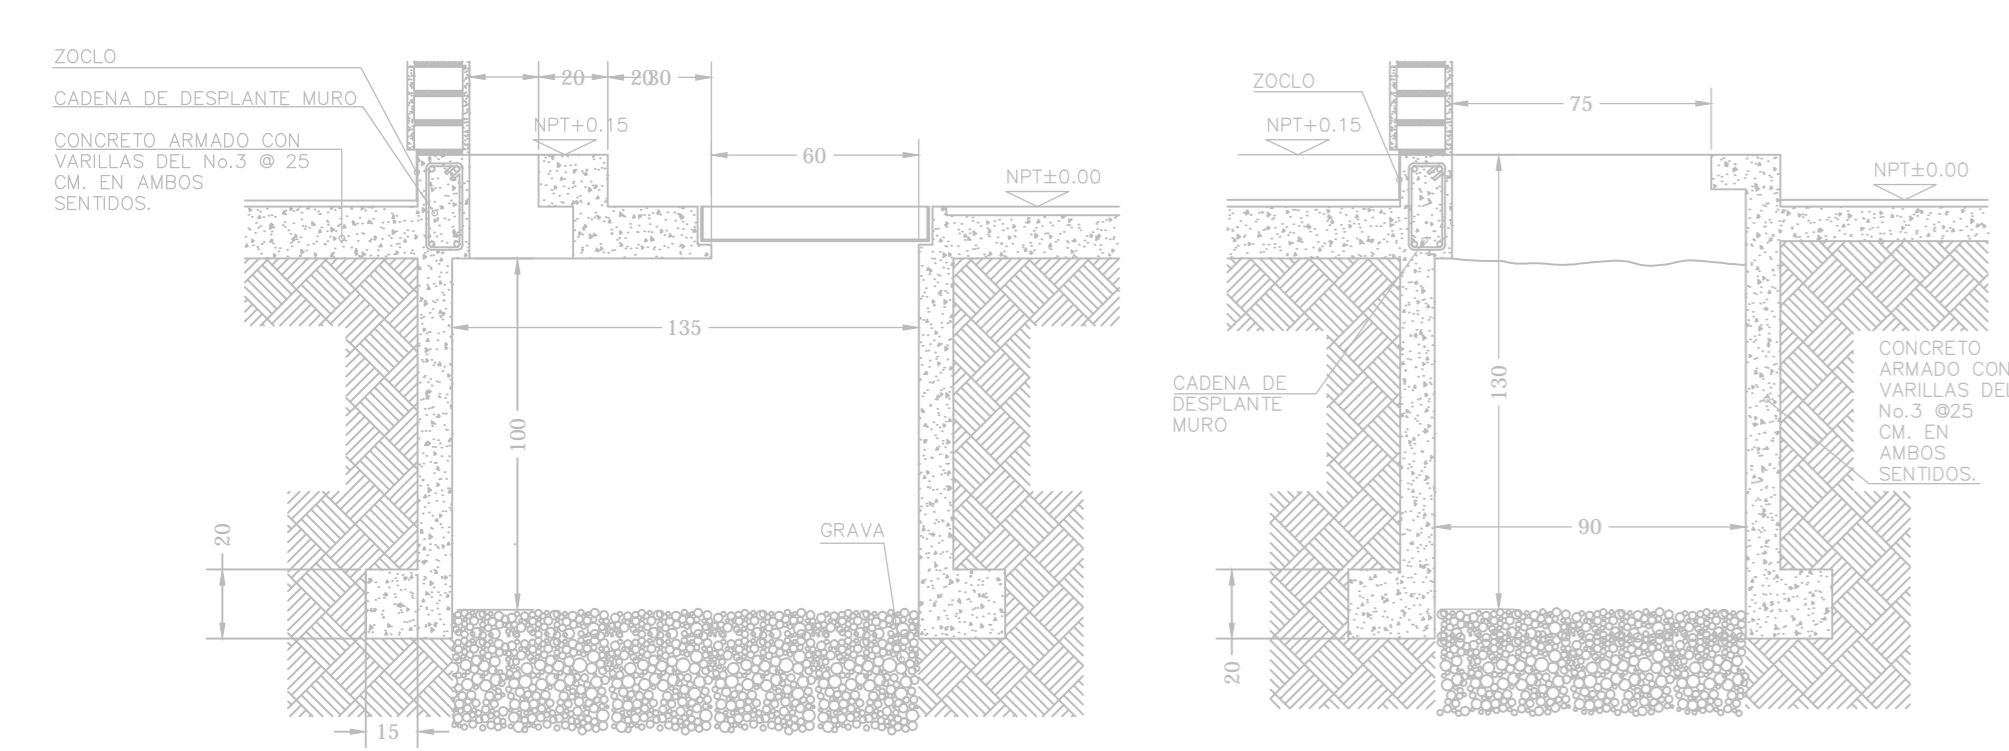 ZOCLO
CADENA DE DESPLANTE MURO
CONCRETO ARMADO CON
VARILLAS DEL No.3 @ 25
CM. EN AMBOS
SENTIDOS.
20
20
30
NPT+0.15
60
NPT±0.00
135
100
GRAVA
20
15
ZOCLO
75
NPT+0.15
NPT±0.00
130
CADENA DE
DESPLANTE
MURO
CONCRETO
ARMADO CON
VARILLAS DEL
No.3 @25
CM. EN
AMBOS
SENTIDOS.
90
20